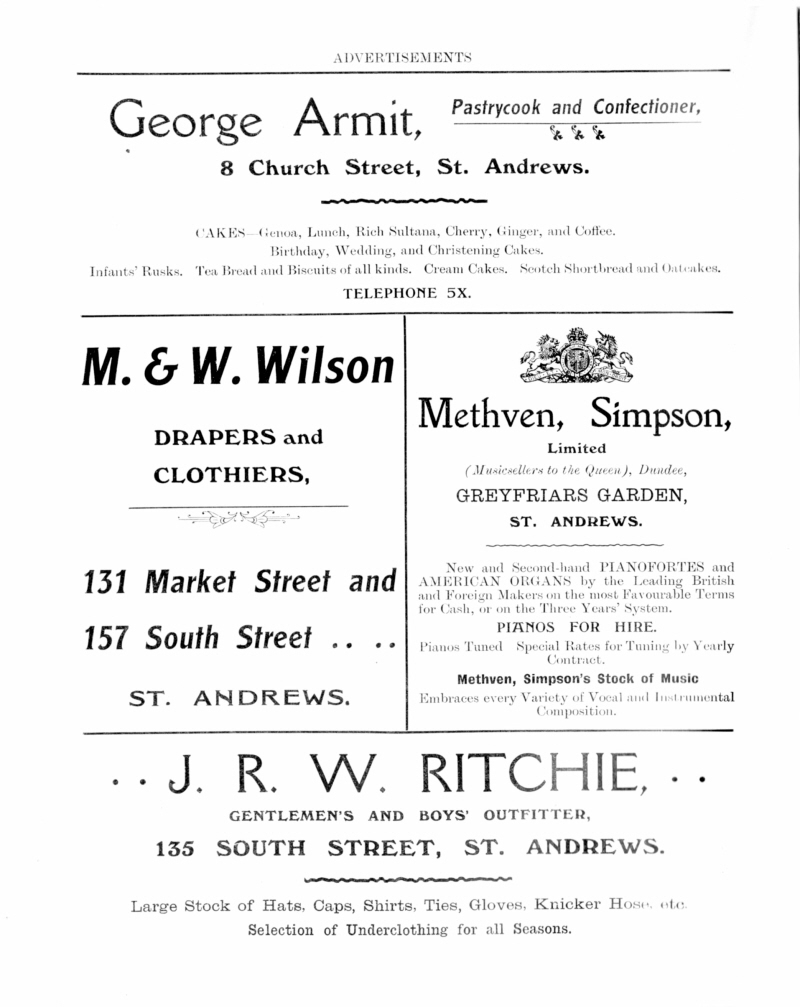 ADVERTISEMENTS
George Armit,
Pastrycook and Confectioner,
8 Church Street, St. Andrews.
CAKES—Genoa, Lunch, Rich Sultana, Cherry, Ginger, and Coffee.
Birthday, Wedding, and Christening Cakes.
Infants' Rusks. Tea Bread and Biscuits of all kinds. Cream Cakes. Scotch Shortbread and Oatcakes.
TELEPHONE 5X.
M. & W. Wilson
DRAPERS and
CLOTHIERS,
131 Market Street and
157 South Street .. ..
ST. ANDREWS.
Methven, Simpson,
Limited
(Musicsellers to the Queen), Dundee,
GREYFRIARS GARDEN,
ST. ANDREWS.
New and Second-hand PIANOFORTES and
AMERICAN ORGANS by the Leading British
and Foreign Makers on the most Favourable Terms
for Cash, or on the Three Years' System.
PIANOS FOR HIRE.
Pianos Tuned Special Rates for Tuning by Yearly
Contract.
Methven, Simpson's Stock of Music
Embraces every Variety of Vocal and Instrumental
Composition.
. . J. R. W. RITCHIE, . .
GENTLEMEN'S AND BOYS' OUTFITTER,
135 SOUTH STREET, ST. ANDREWS.
Large Stock of Hats, Caps, Shirts, Ties, Gloves, Knicker Hose, etc.
Selection of Underclothing for all Seasons.